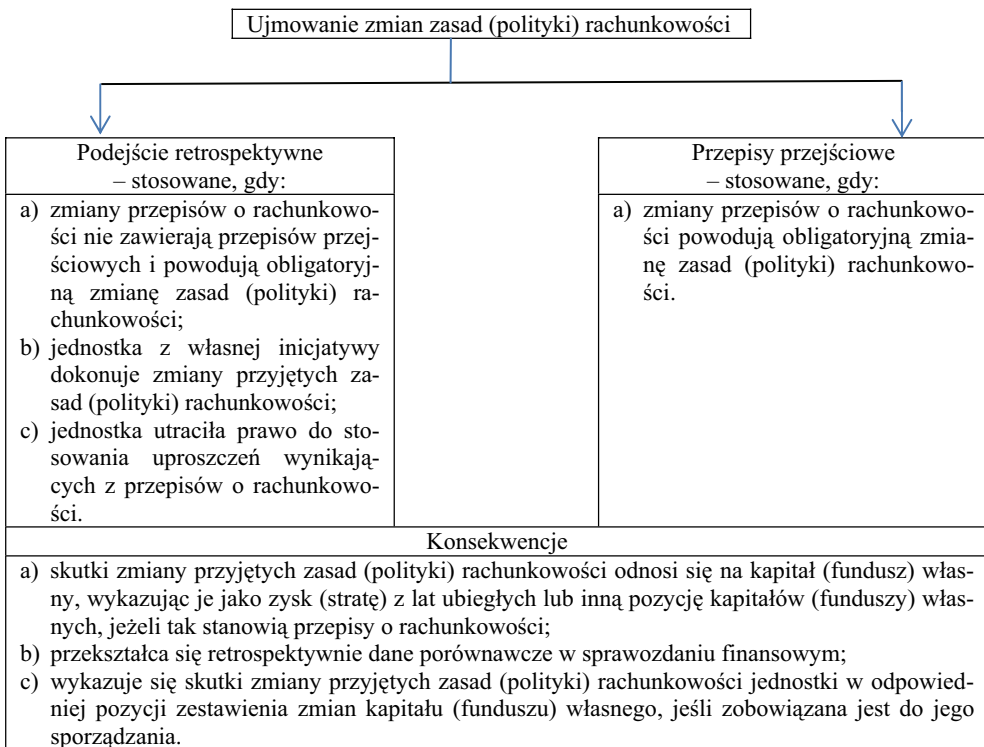 Ujmowanie zmian zasad (polityki) rachunkowości
Podejście retrospektywne
– stosowane, gdy:
a) zmiany przepisów o rachunkowo-
ści nie zawierają przepisów przej-
ściowych i powodują obligatoryj-
ną zmianę zasad (polityki) ra-
chunkowości;
b) jednostka z własnej inicjatywy
dokonuje zmiany przyjętych za-
sad (polityki) rachunkowości;
c) jednostka utraciła prawo do sto-
sowania uproszczeń wynikają-
cych z przepisów o rachunkowo-
ści.
Przepisy przejściowe
– stosowane, gdy:
a) zmiany przepisów o rachunkowo-
ści powodują obligatoryjną zmia-
nę zasad (polityki) rachunkowo-
ści.
Konsekwencje
a) skutki zmiany przyjętych zasad (polityki) rachunkowości odnosi się na kapitał (fundusz) włas-
ny, wykazując je jako zysk (stratę) z lat ubiegłych lub inną pozycję kapitałów (funduszy) włas-
nych, jeżeli tak stanowią przepisy o rachunkowości;
b) przekształca się retrospektywnie dane porównawcze w sprawozdaniu finansowym;
c) wykazuje się skutki zmiany przyjętych zasad (polityki) rachunkowości jednostki w odpowied-
niej pozycji zestawienia zmian kapitału (funduszu) własnego, jeśli zobowiązana jest do jego
sporządzania.